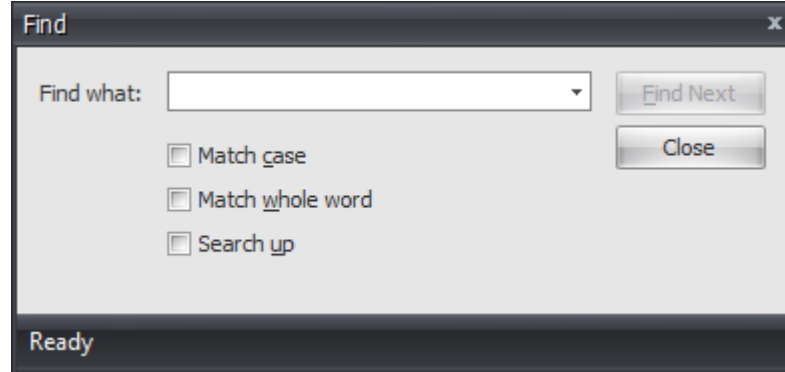 Find x
Find what: Find Next
Match case Close
Match whole word
Search up
Ready